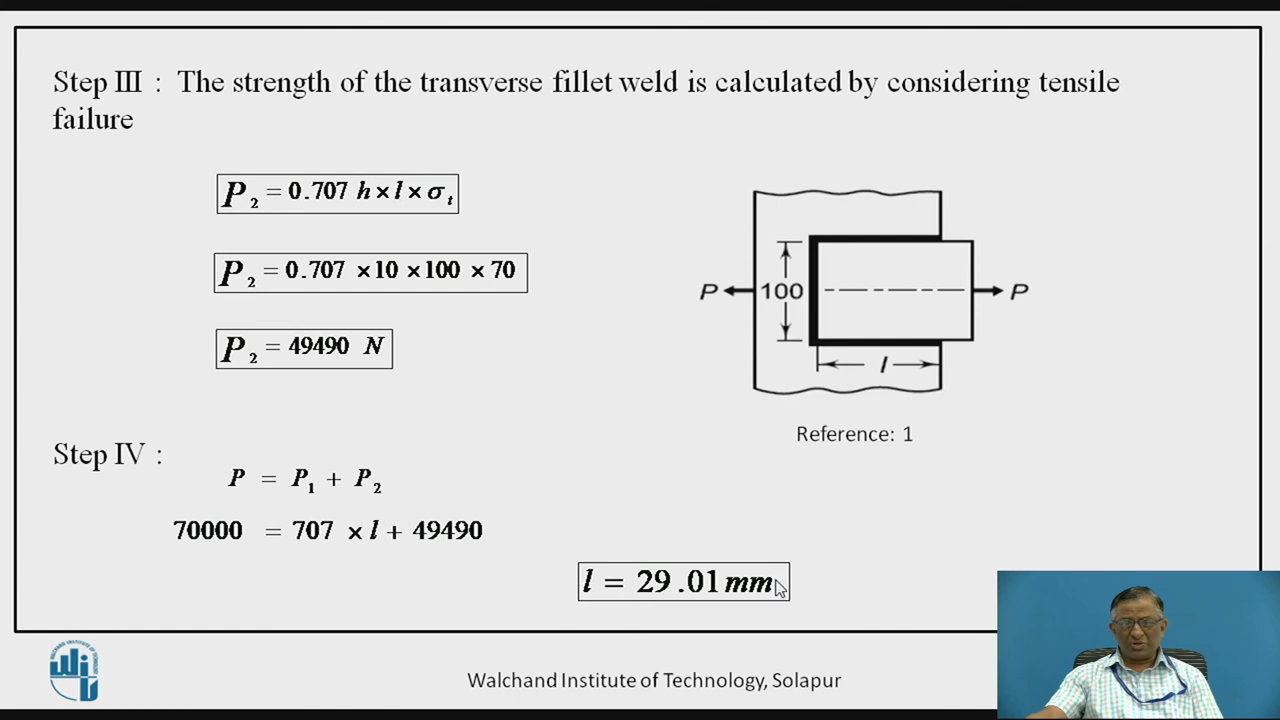 Step III : The strength of the transverse fillet weld is calculated by considering tensile
failure
P₂ = 0.707 h × l × σₜ
P₂ = 0.707 × 10 × 100 × 70
P₂ = 49490 N
P
100
P
l
Reference: 1
Step IV :
P = P₁ + P₂
70000 = 707 × l + 49490
l = 29.01 mm
Walchand Institute of Technology, Solapur